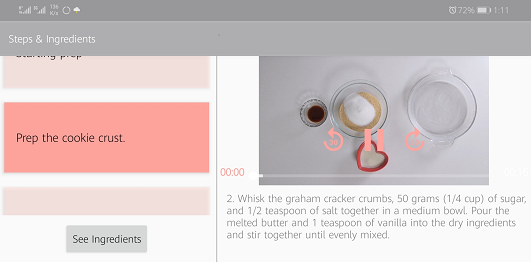 72% 1:11
Steps & Ingredients
Starting prep
Prep the cookie crust.
See Ingredients
00:00
2. Whisk the graham cracker crumbs, 50 grams (1/4 cup) of sugar,
and 1/2 teaspoon of salt together in a medium bowl. Pour the
melted butter and 1 teaspoon of vanilla into the dry ingredients
and stir together until evenly mixed.